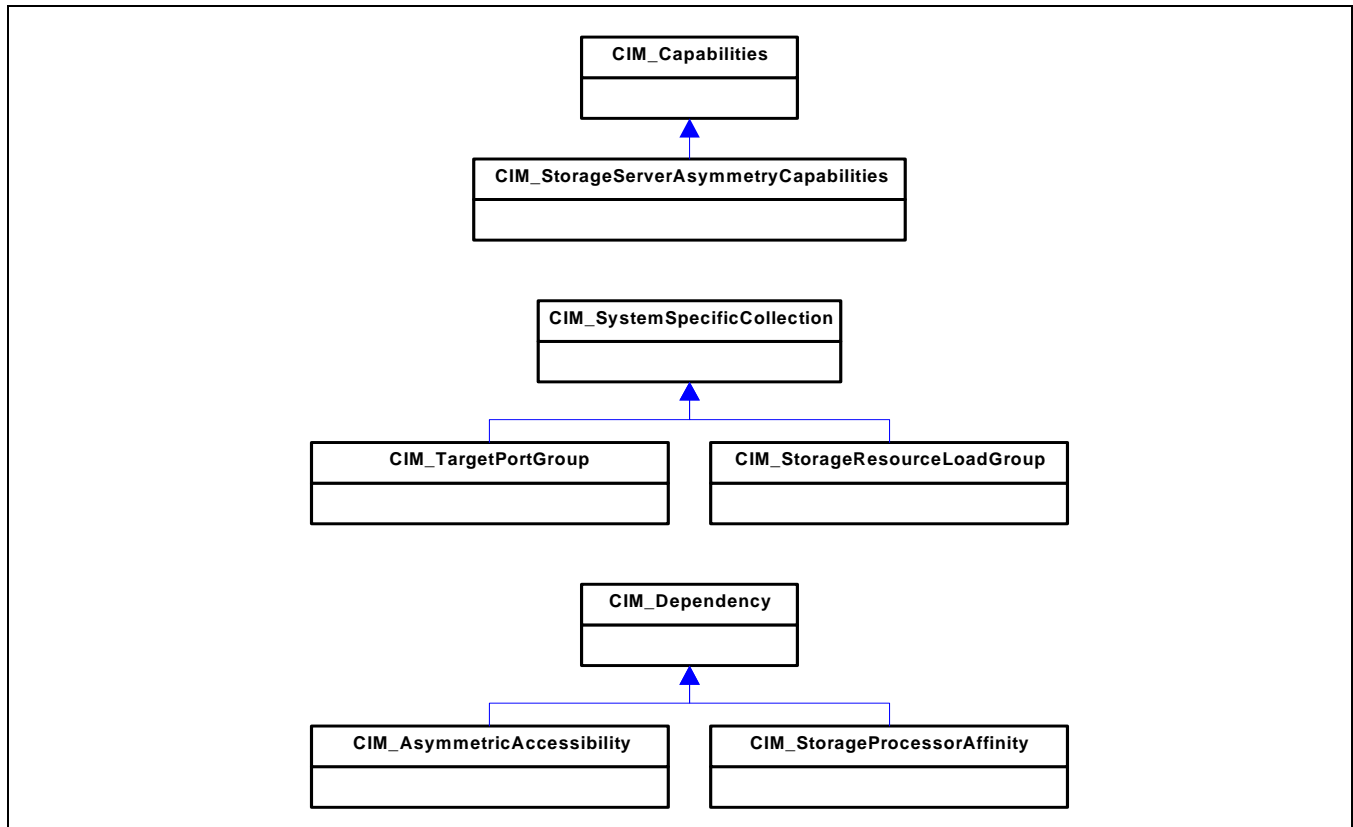 CIM_Capabilities
CIM_StorageServerAsymmetryCapabilities
CIM_SystemSpecificCollection
CIM_TargetPortGroup
CIM_StorageResourceLoadGroup
CIM_Dependency
CIM_AsymmetricAccessibility
CIM_StorageProcessorAffinity